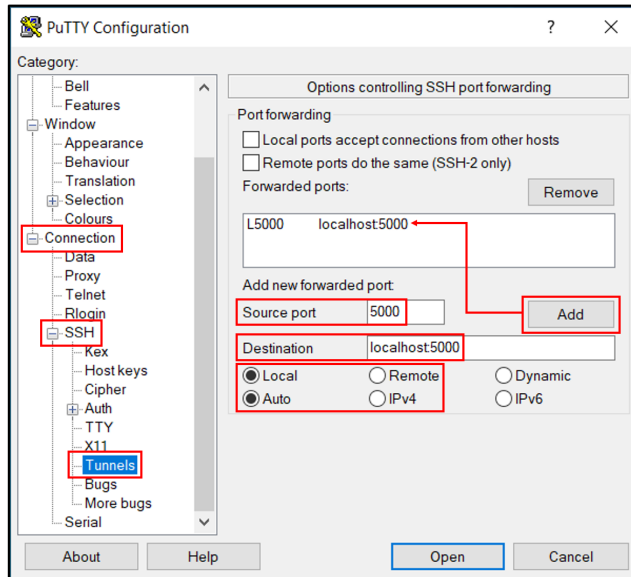 PuTTY Configuration ? ×
Category:
Bell
Features
Window
Appearance
Behaviour
Translation
Selection
Colours
Connection
Data
Proxy
Telnet
Rlogin
SSH
Kex
Host keys
Cipher
Auth
TTY
X11
Tunnels
Bugs
More bugs
Serial
Options controlling SSH port forwarding
Port forwarding
Local ports accept connections from other hosts
Remote ports do the same (SSH-2 only)
Forwarded ports:
Remove
L5000 localhost:5000
Add new forwarded port:
Source port 5000 Add
Destination localhost:5000
Local Remote Dynamic
Auto IPv4 IPv6
About Help Open Cancel